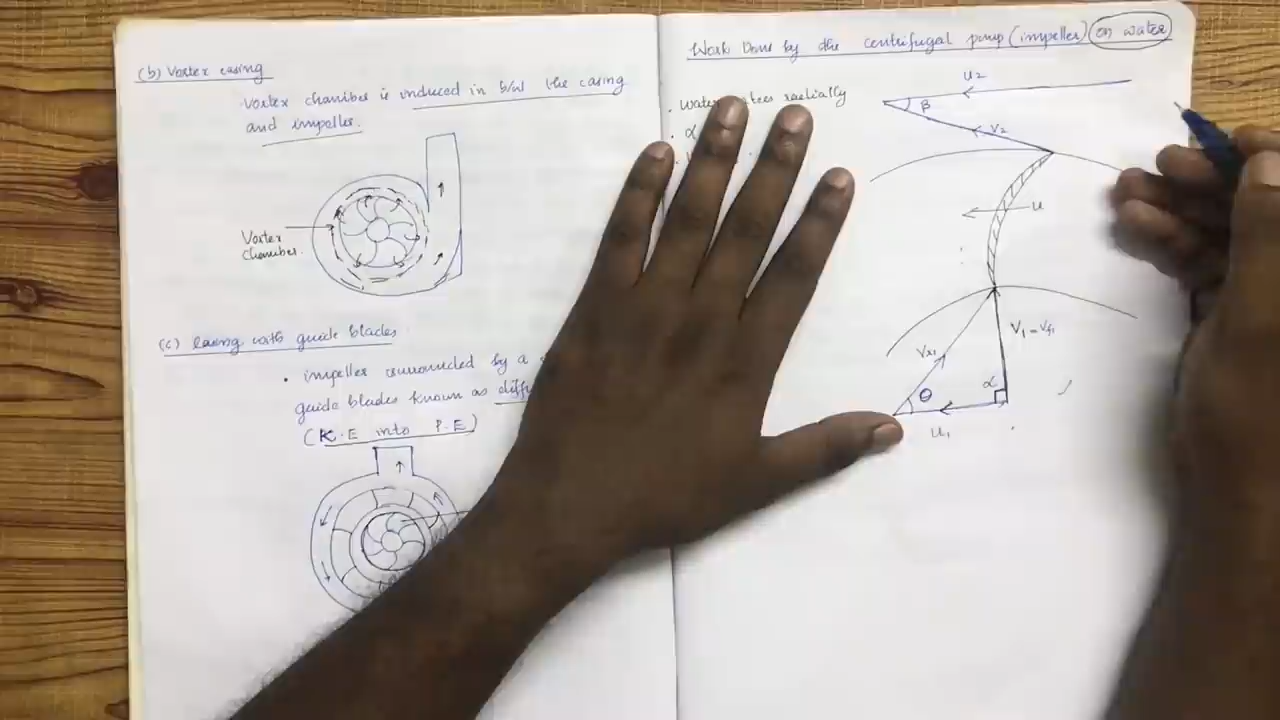 (b) Vortex casing
Vortex chamber is induced in b/w the casing
and impeller.
Vortex
chamber.
(c) Casing with guide blades
. impeller surrounded by a
guide blades known as
(K.E into P.E)
Work Done by the centrifugal pump (impeller) on water
. water radially
. α
u2
β
V2
u
V1 = Vf1
θ
α
u1